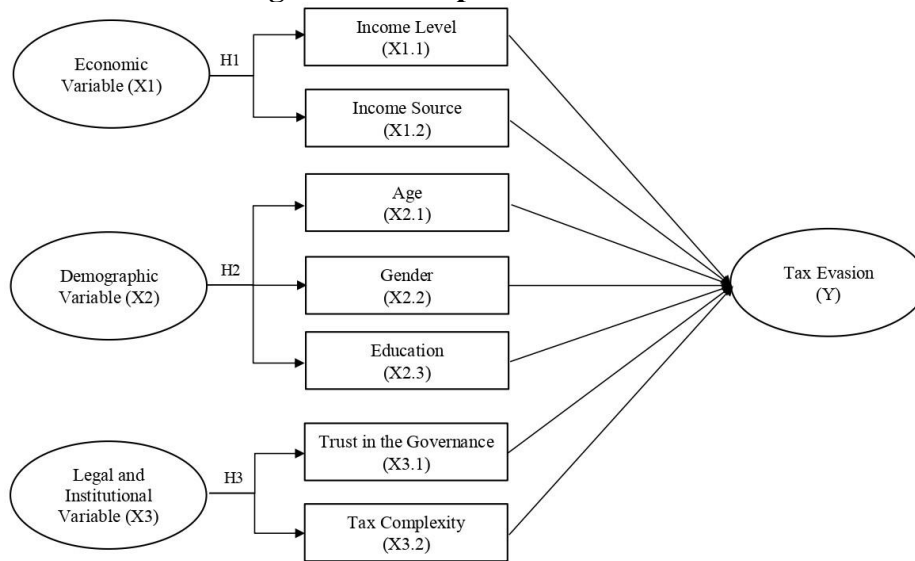 Economic
Variable (X1)
H1
Income Level
(X1.1)
Income Source
(X1.2)
Demographic
Variable (X2)
H2
Age
(X2.1)
Gender
(X2.2)
Education
(X2.3)
Legal and
Institutional
Variable (X3)
H3
Trust in the Governance
(X3.1)
Tax Complexity
(X3.2)
Tax Evasion
(Y)